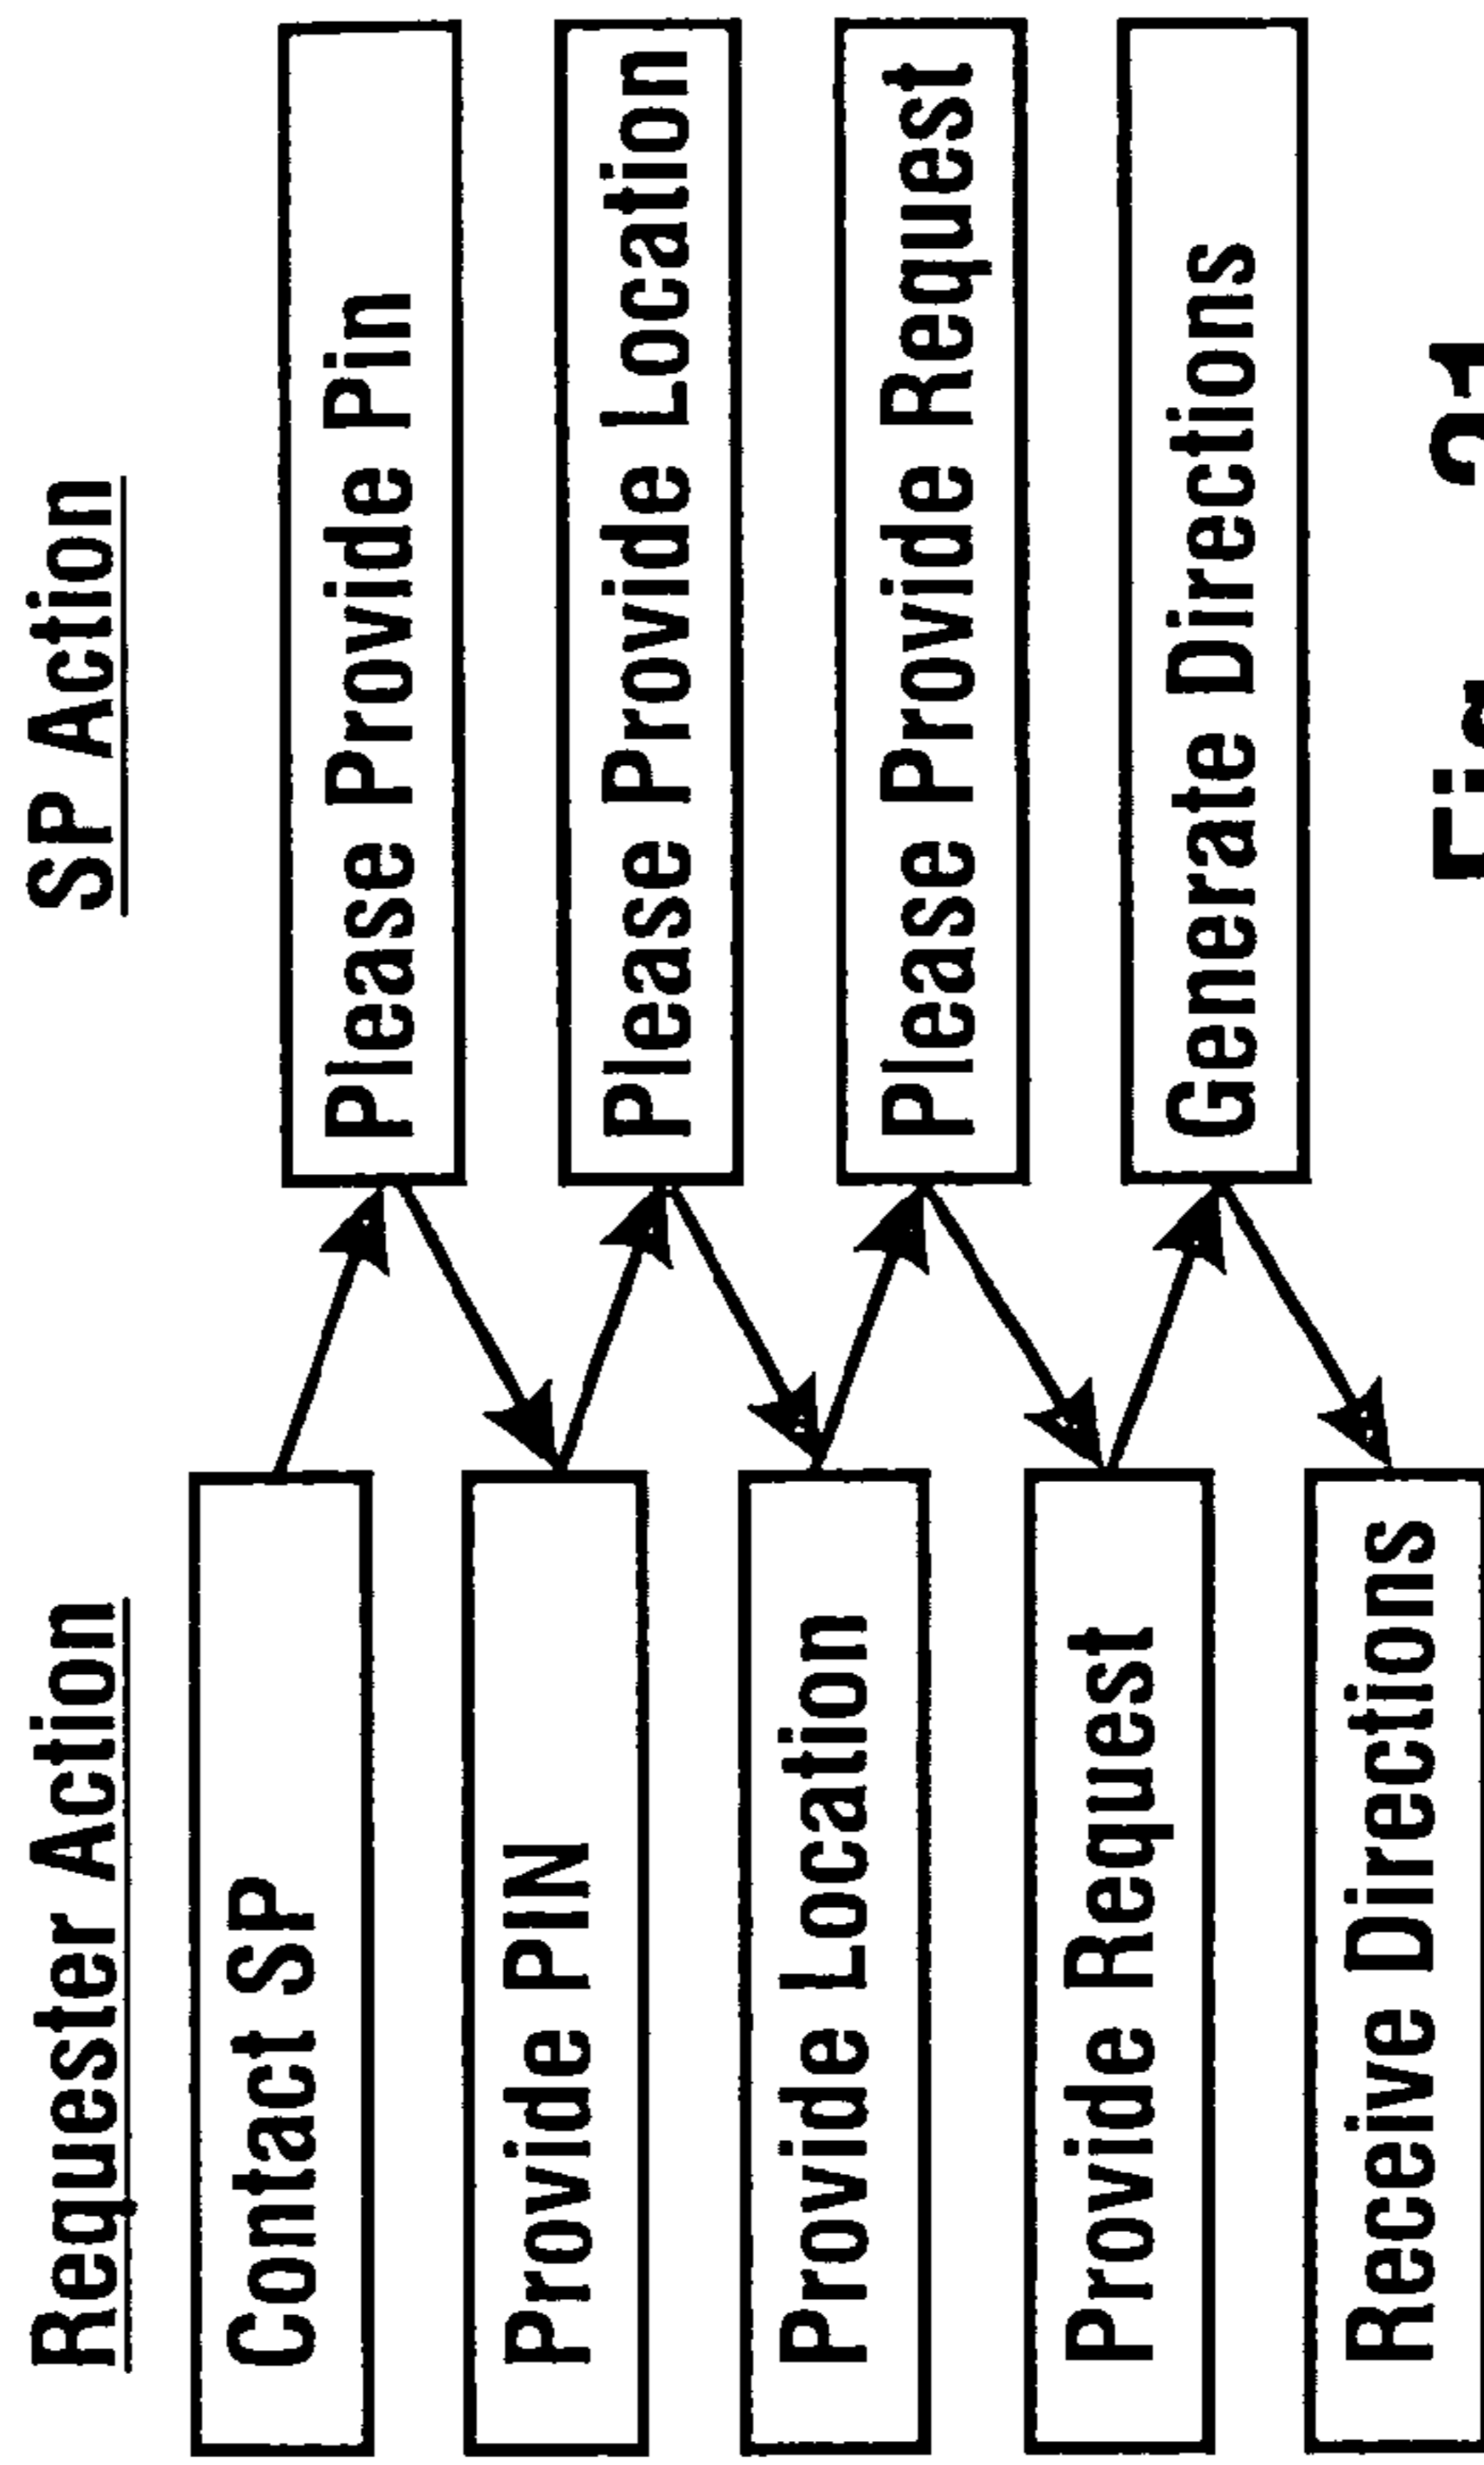 Requester Action
SP Action
Contact SP
Please Provide Pin
Provide PIN
Please Provide Location
Provide Location
Please Provide Request
Provide Request
Generate Directions
Receive Directions